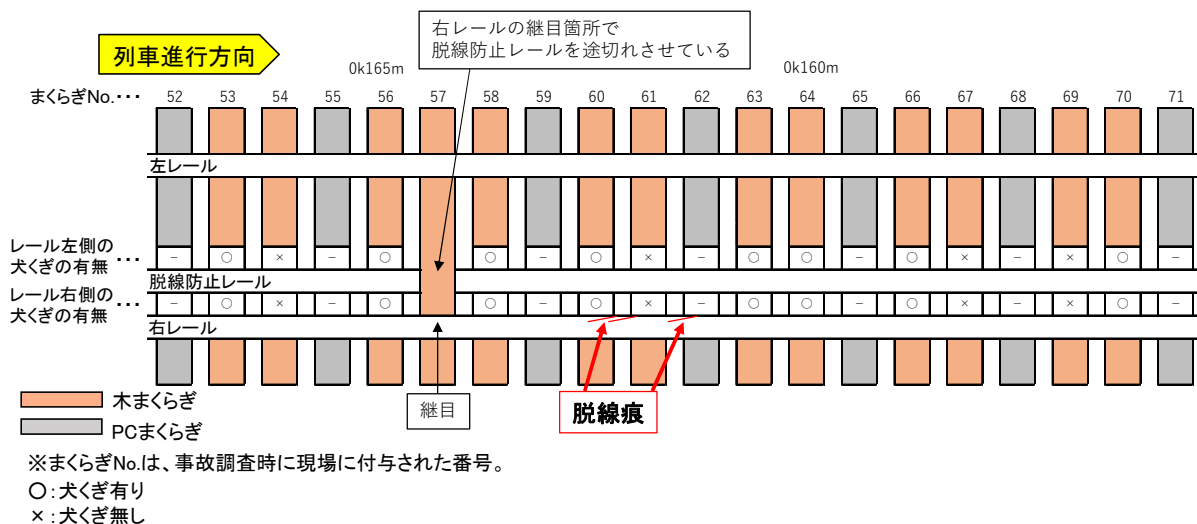 右レールの継目箇所で
脱線防止レールを途切れさせている
列車進行方向
0k165m
0k160m
まくらぎNo.･･･ 52 53 54 55 56 57 58 59 60 61 62 63 64 65 66 67 68 69 70 71
左レール
レール左側の
犬くぎの有無 ･･･ － ○ × － ○ ○ － ○ × － ○ ○ － ○ × － × ○ －
脱線防止レール
レール右側の
犬くぎの有無 ･･･ － ○ × － ○ ○ － ○ × － ○ ○ － ○ × － × ○ －
右レール
継目
脱線痕
木まくらぎ
PCまくらぎ
※まくらぎNo.は、事故調査時に現場に付与された番号。
○：犬くぎ有り
×：犬くぎ無し